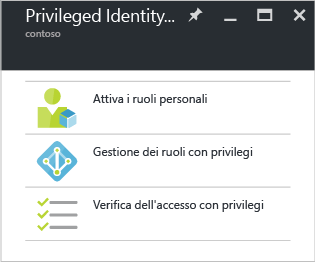 Privileged Identity...
contoso
Attiva i ruoli personali
Gestione dei ruoli con privilegi
Verifica dell'accesso con privilegi